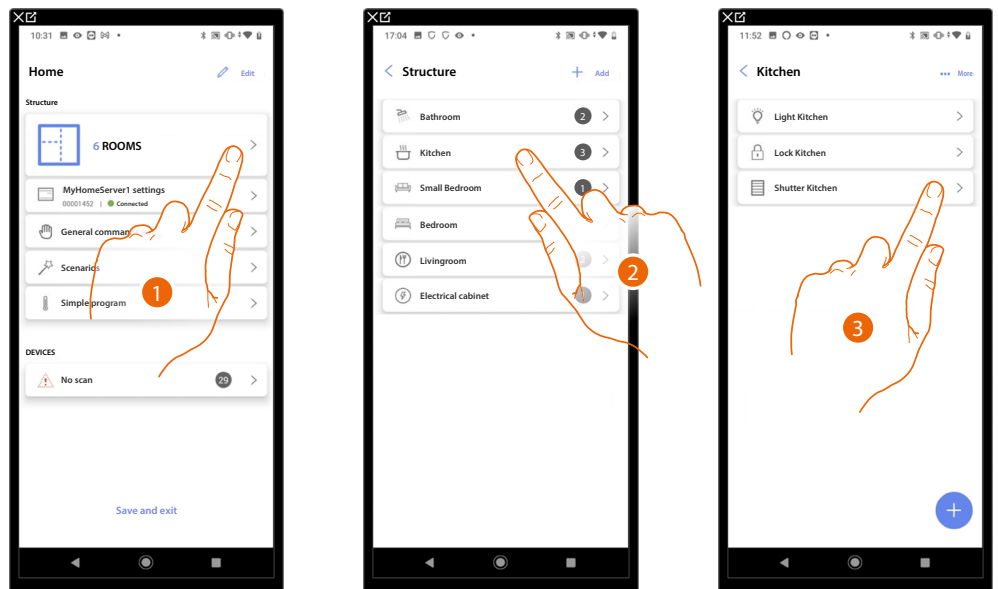 10:31
Home
Edit
Structure
6 ROOMS
MyHomeServer1 settings
00001452 | Connected
General comman
Scenarios
Simple program
1
DEVICES
No scan 29
Save and exit
17:04
Structure
Add
Bathroom 2
Kitchen 3
Small Bedroom 1
Bedroom
Livingroom
Electrical cabinet
2
11:52
Kitchen
More
Light Kitchen
Lock Kitchen
Shutter Kitchen
3